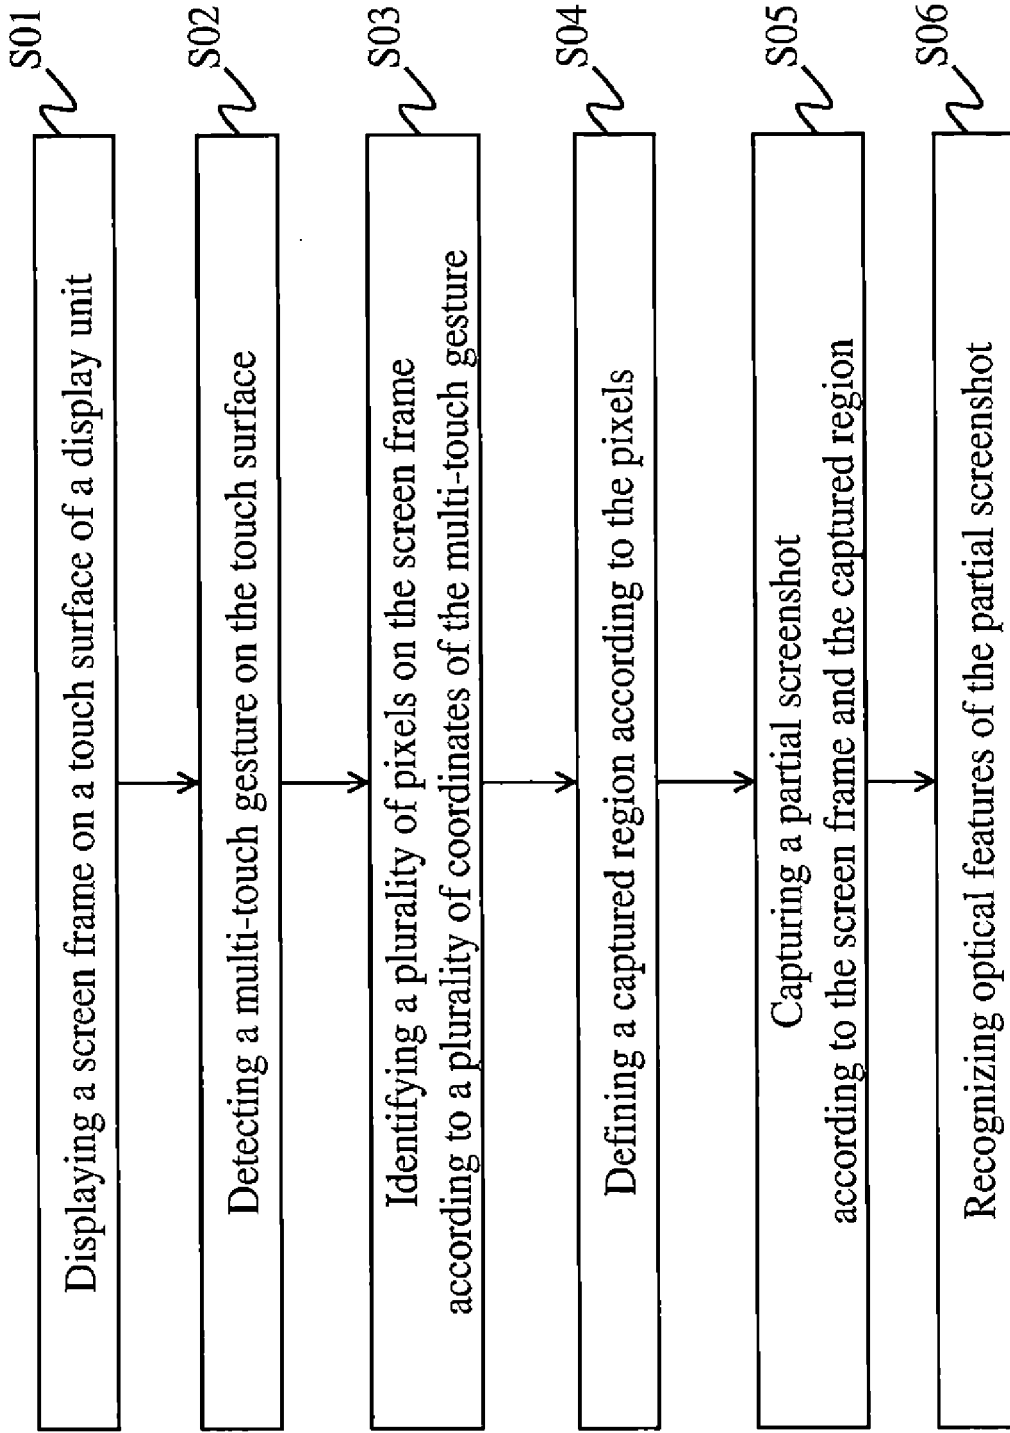 S01
Displaying a screen frame on a touch surface of a display unit
S02
Detecting a multi-touch gesture on the touch surface
S03
Identifying a plurality of pixels on the screen frame
according to a plurality of coordinates of the multi-touch gesture
S04
Defining a captured region according to the pixels
S05
Capturing a partial screenshot
according to the screen frame and the captured region
S06
Recognizing optical features of the partial screenshot